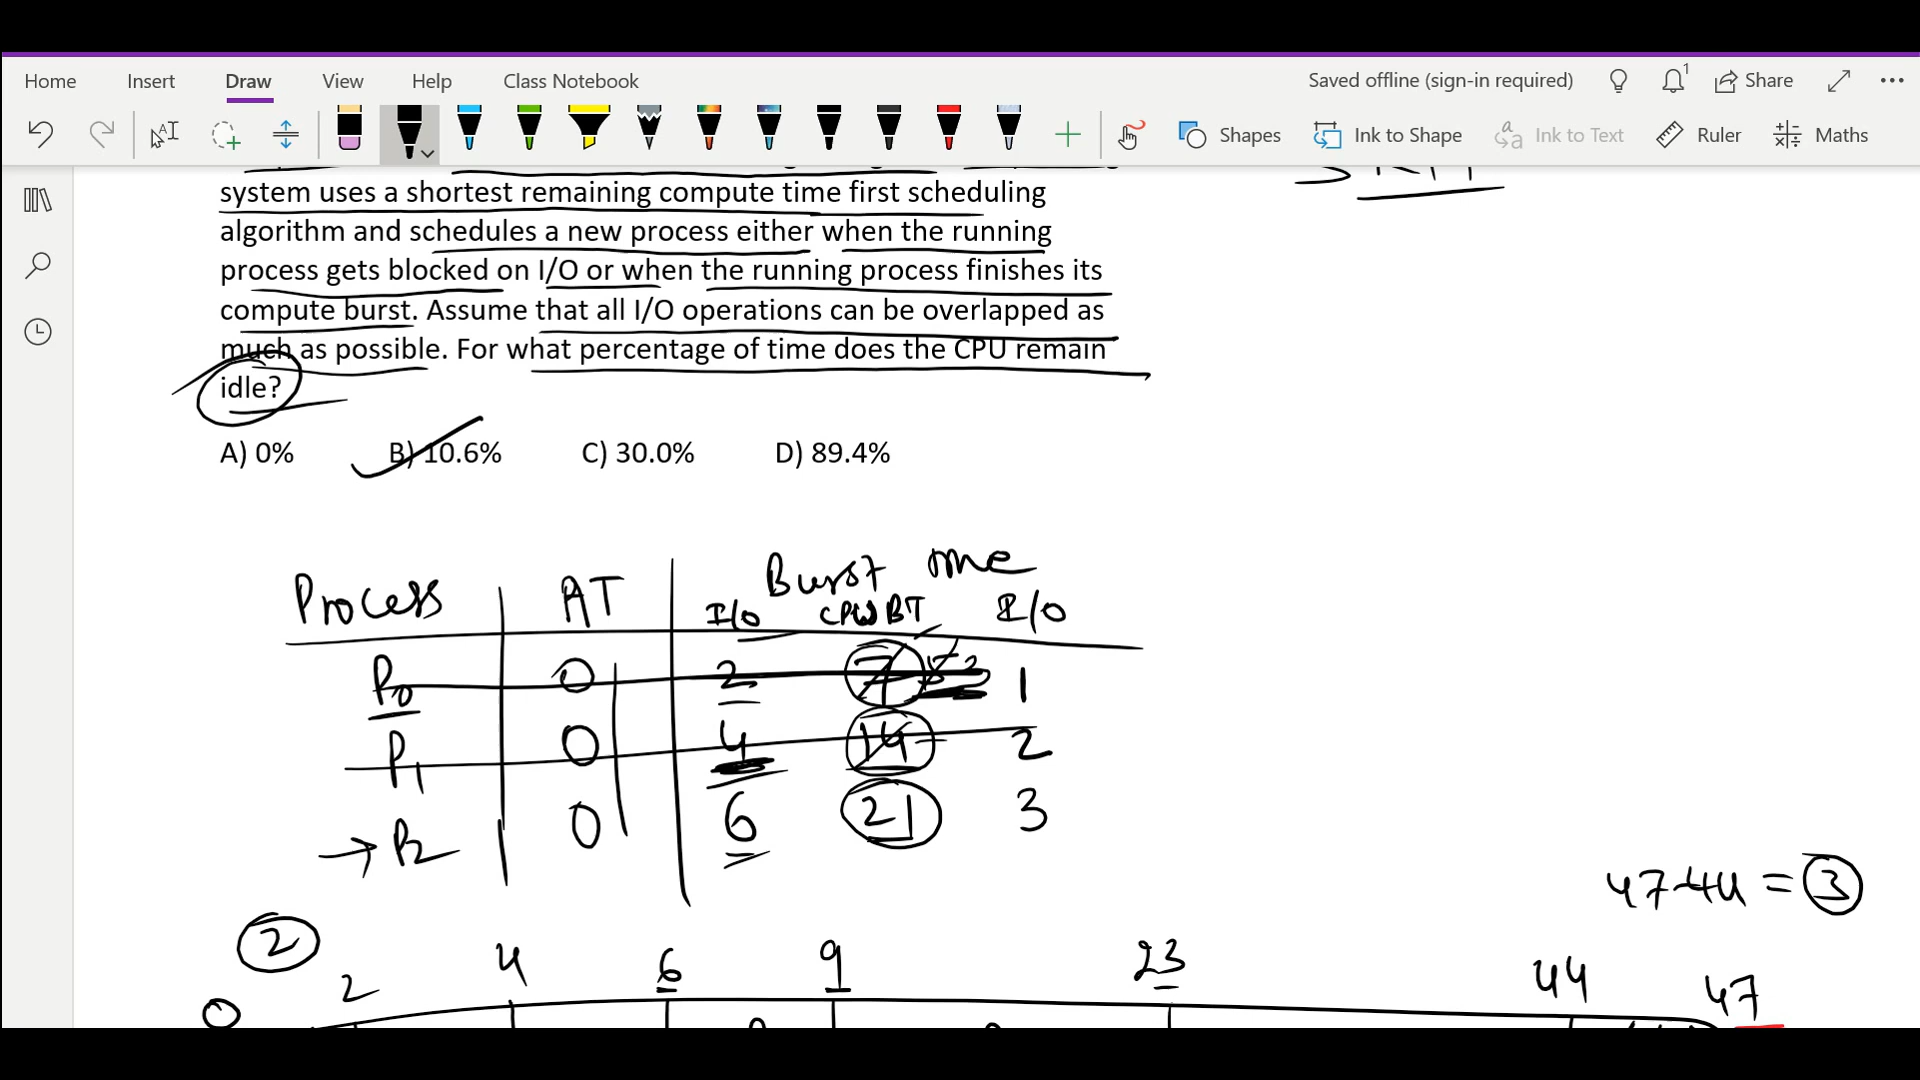 Home Insert Draw View Help Class Notebook Saved offline (sign-in required) 1 Share
Shapes Ink to Shape Ink to Text Ruler Maths
system uses a shortest remaining compute time first scheduling
algorithm and schedules a new process either when the running
process gets blocked on I/O or when the running process finishes its
compute burst. Assume that all I/O operations can be overlapped as
much as possible. For what percentage of time does the CPU remain
idle?
A) 0% B) 10.6% C) 30.0% D) 89.4%
Process AT Burst time
I/O CPU BT I/O
P0 0 2 7 1
P1 0 4 14 2
P2 0 6 21 3
47-44 = 3
2
0 2 4 6 9 23 44 47